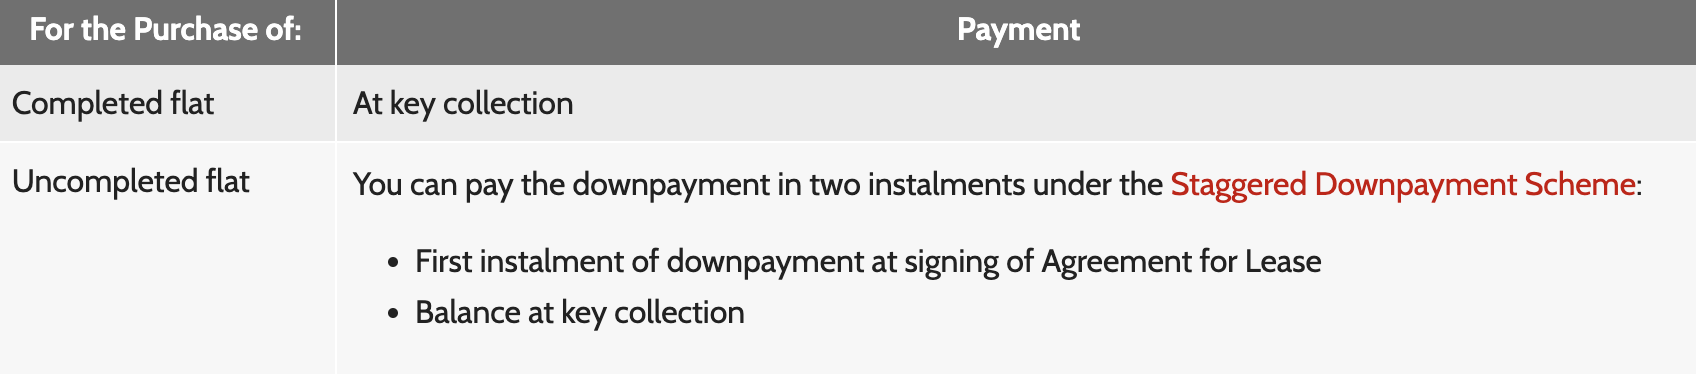 For the Purchase of:
Payment
Completed flat
At key collection
Uncompleted flat
You can pay the downpayment in two instalments under the Staggered Downpayment Scheme:
• First instalment of downpayment at signing of Agreement for Lease
• Balance at key collection